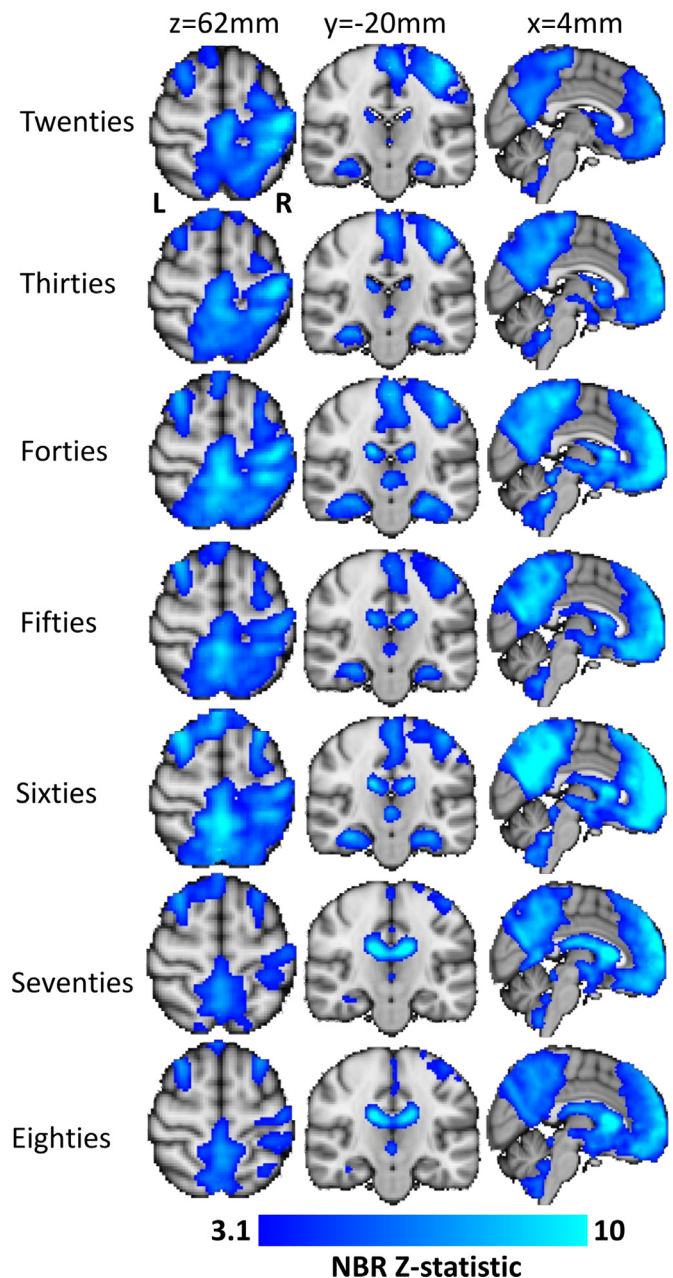 z=62mm y=-20mm x=4mm
Twenties
L R
Thirties
Forties
Fifties
Sixties
Seventies
Eighties
3.1 10
NBR Z-statistic